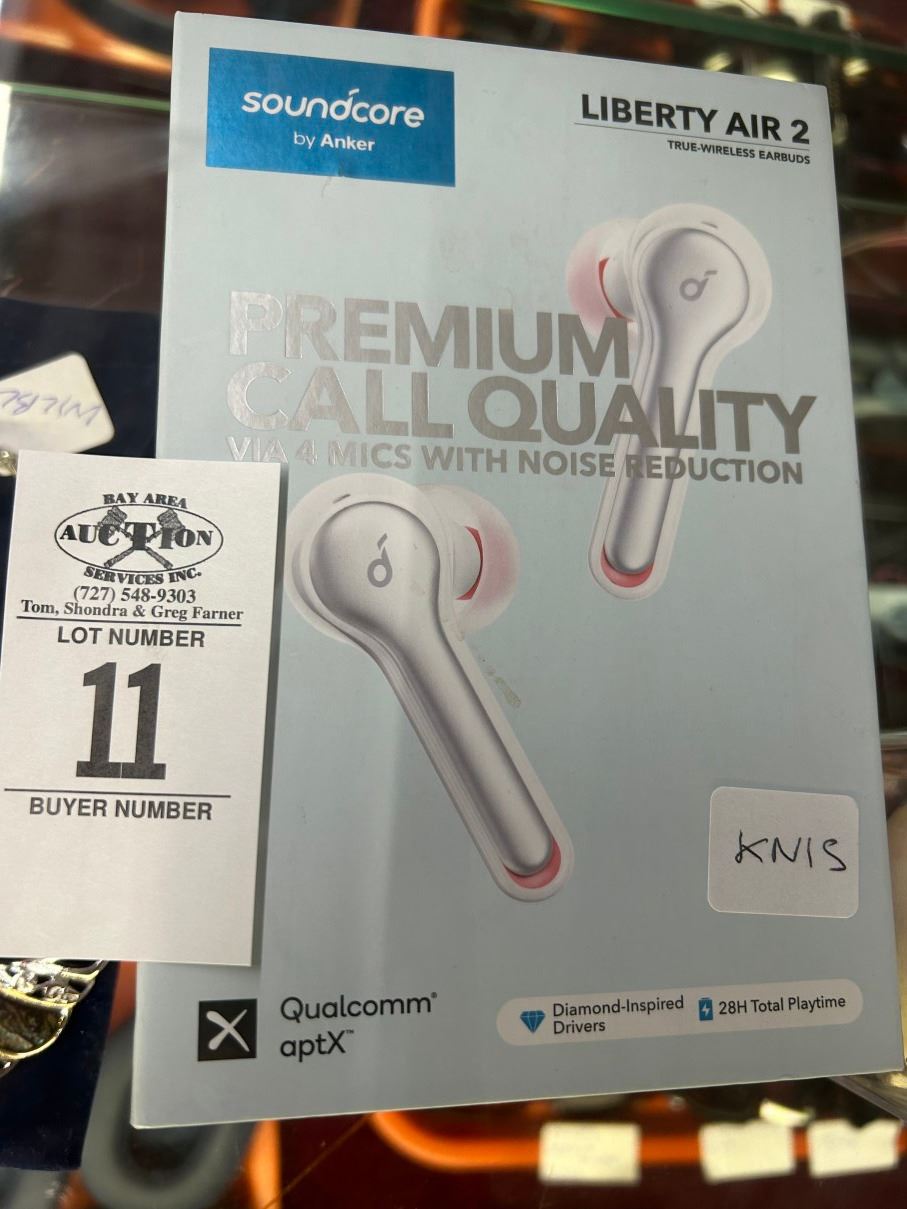 soundcore
by Anker
LIBERTY AIR 2
TRUE-WIRELESS EARBUDS
PREMIUM
CALL QUALITY
VIA 4 MICS WITH NOISE REDUCTION
BAY AREA
AUCTION
SERVICES INC.
(727) 548-9303
Tom, Shondra & Greg Farner
LOT NUMBER
11
BUYER NUMBER
KNIS
Qualcomm®
aptX™
Diamond-Inspired
Drivers
28H Total Playtime